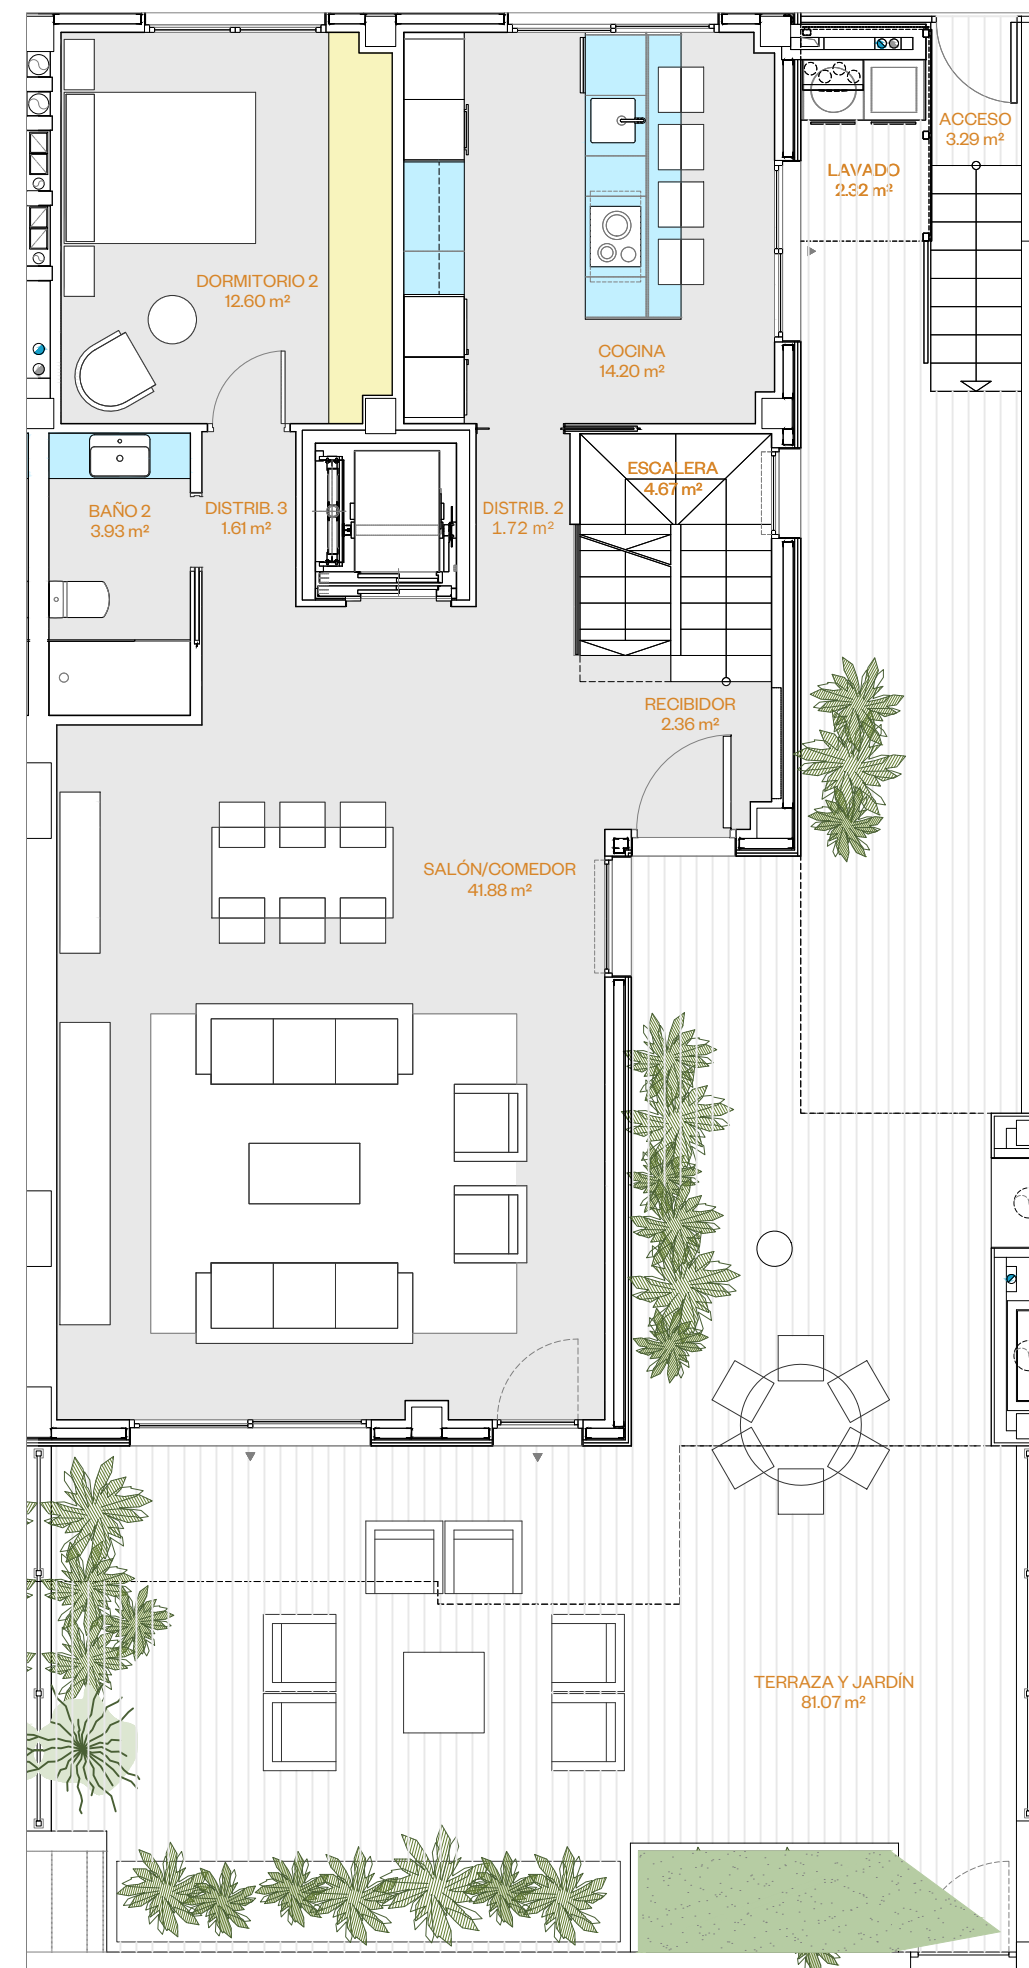 ACCESO
3.29 m²
LAVADO
2.32 m²
DORMITORIO 2
12.60 m²
COCINA
14.20 m²
ESCALERA
4.67 m²
BAÑO 2
3.93 m²
DISTRIB. 3
1.61 m²
DISTRIB. 2
1.72 m²
RECIBIDOR
2.36 m²
SALÓN/COMEDOR
41.88 m²
TERRAZA Y JARDÍN
81.07 m²